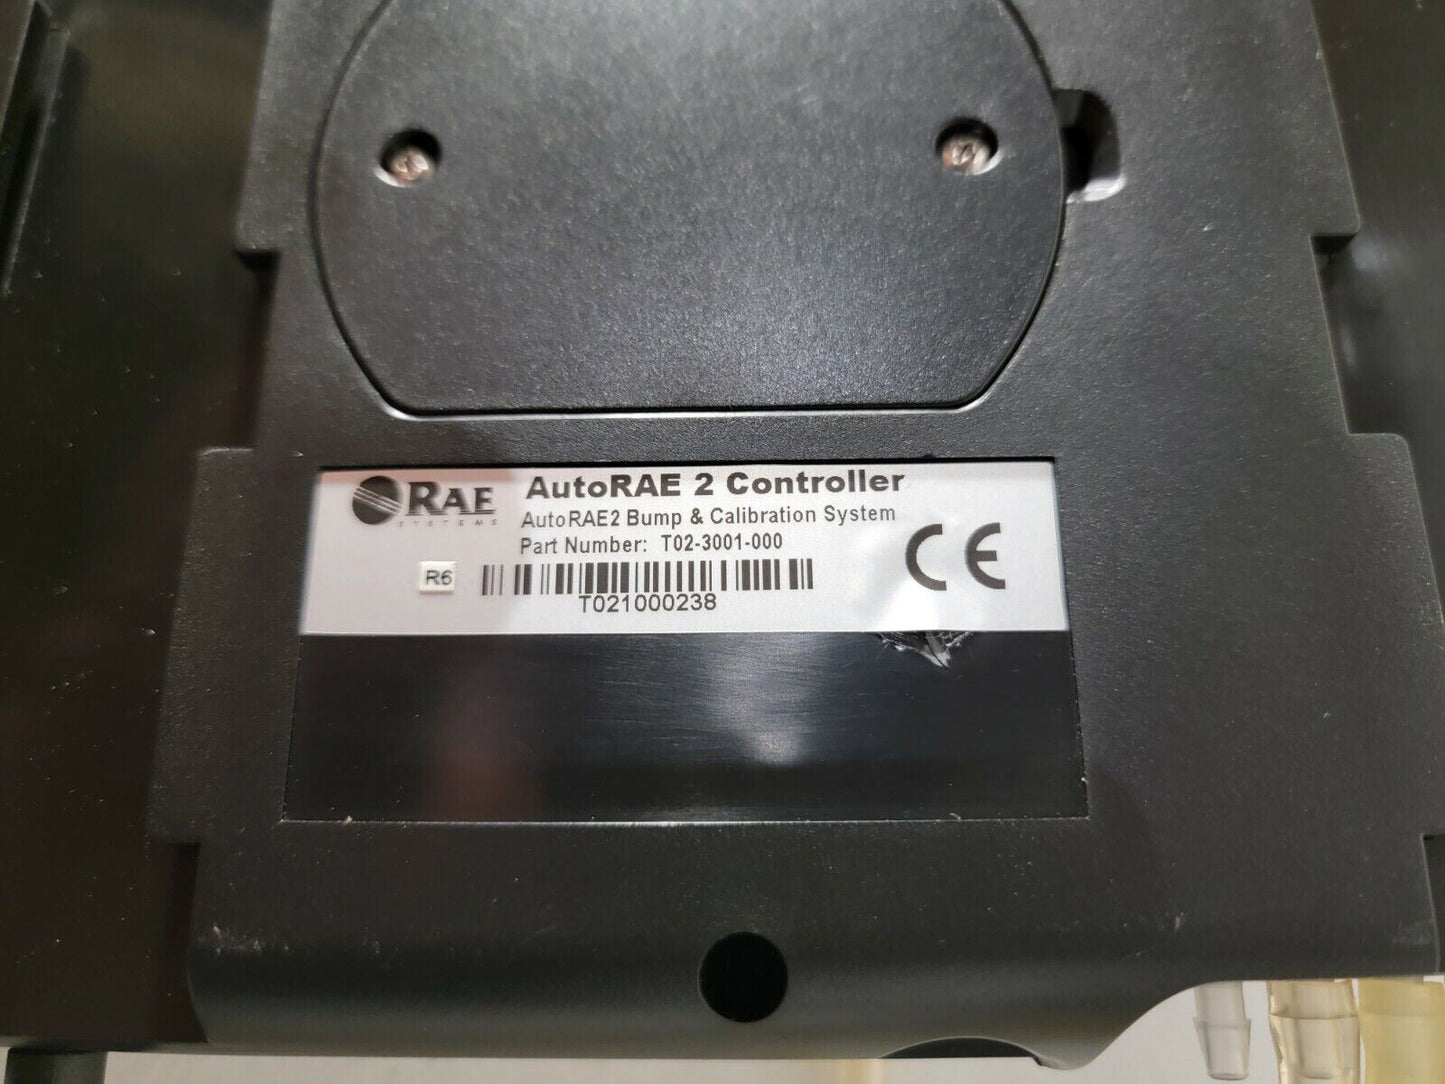 RAE
SYSTEMS
AutoRAE 2 Controller
AutoRAE2 Bump & Calibration System
Part Number: T02-3001-000
CE
R6
T021000238